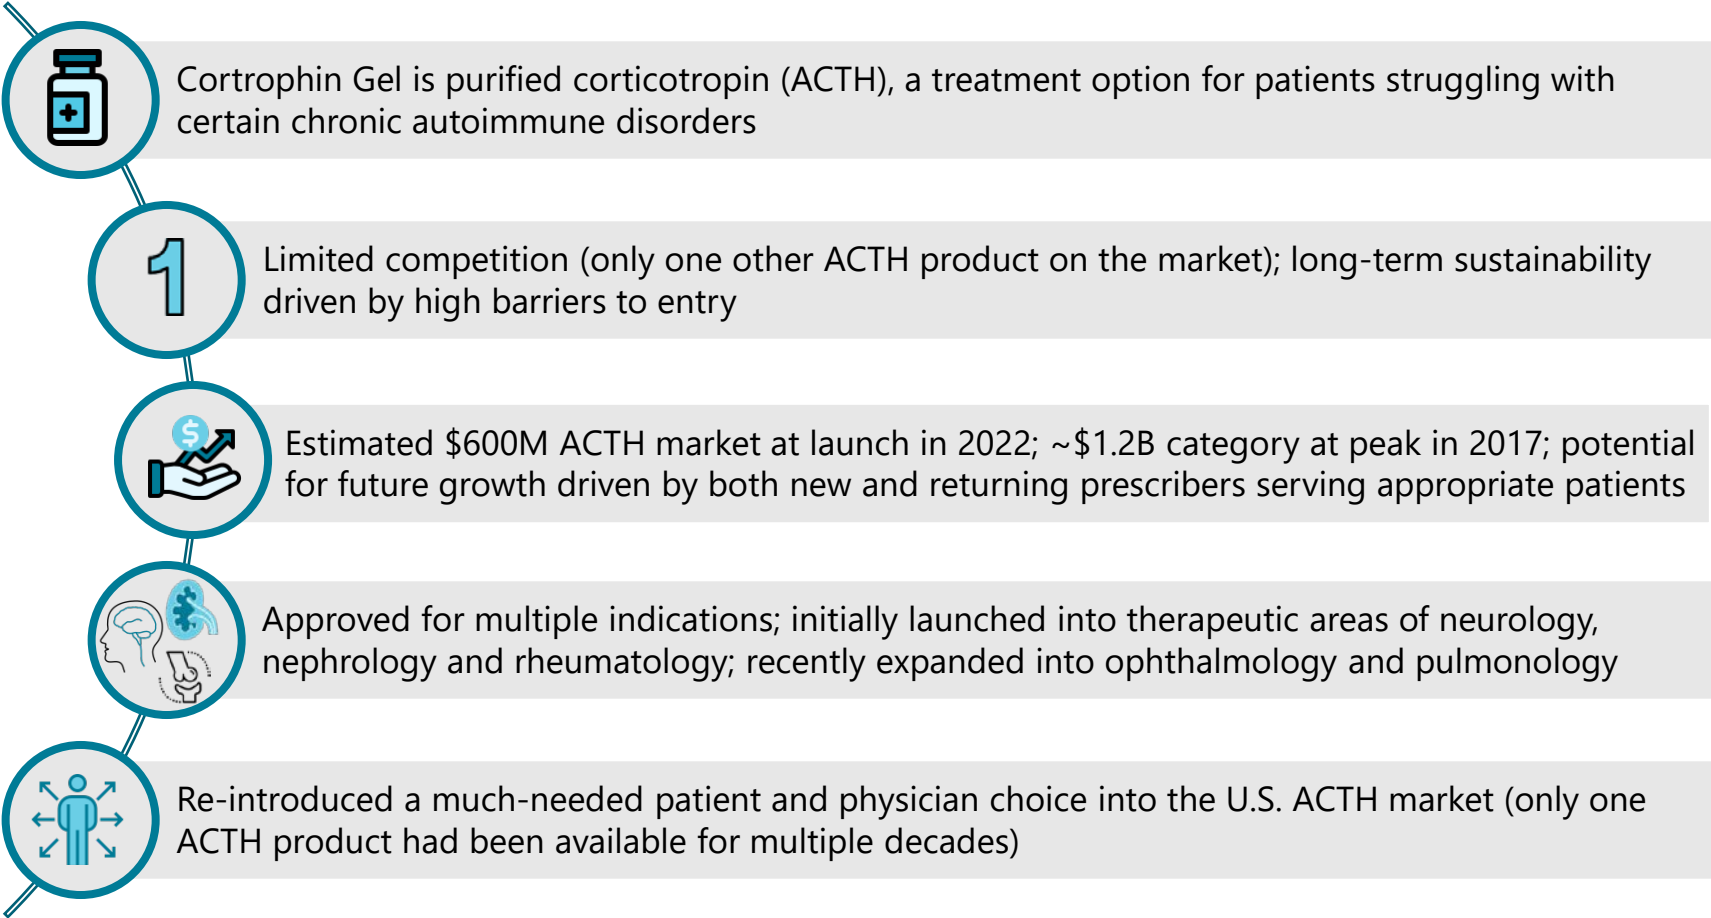 Cortrophin Gel is purified corticotropin (ACTH), a treatment option for patients struggling with
certain chronic autoimmune disorders
1
Limited competition (only one other ACTH product on the market); long-term sustainability
driven by high barriers to entry
$
Estimated $600M ACTH market at launch in 2022; ~$1.2B category at peak in 2017; potential
for future growth driven by both new and returning prescribers serving appropriate patients
Approved for multiple indications; initially launched into therapeutic areas of neurology,
nephrology and rheumatology; recently expanded into ophthalmology and pulmonology
Re-introduced a much-needed patient and physician choice into the U.S. ACTH market (only one
ACTH product had been available for multiple decades)